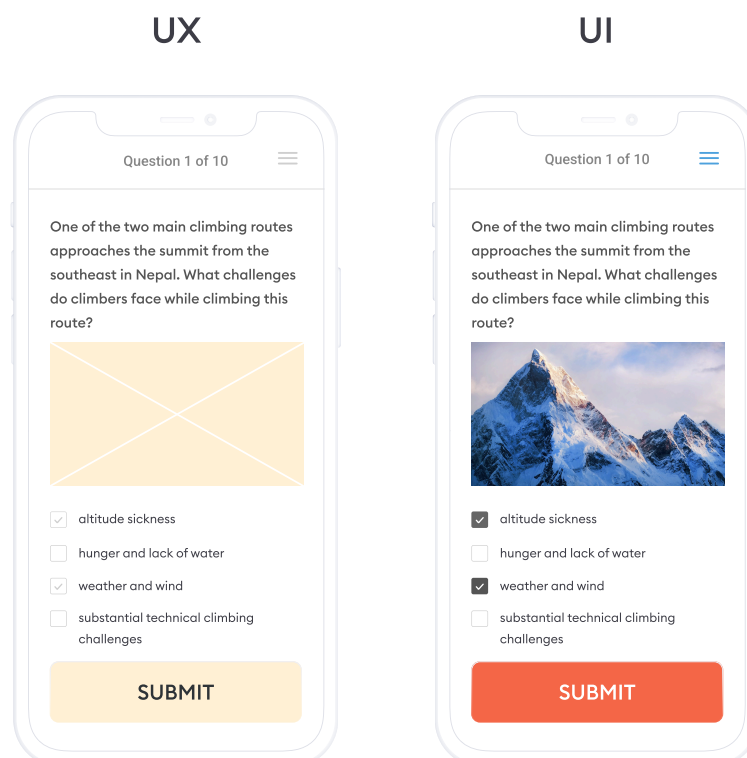 UX
Question 1 of 10
One of the two main climbing routes
approaches the summit from the
southeast in Nepal. What challenges
do climbers face while climbing this
route?
altitude sickness
hunger and lack of water
weather and wind
substantial technical climbing
challenges
SUBMIT
UI
Question 1 of 10
One of the two main climbing routes
approaches the summit from the
southeast in Nepal. What challenges
do climbers face while climbing this
route?
altitude sickness
hunger and lack of water
weather and wind
substantial technical climbing
challenges
SUBMIT